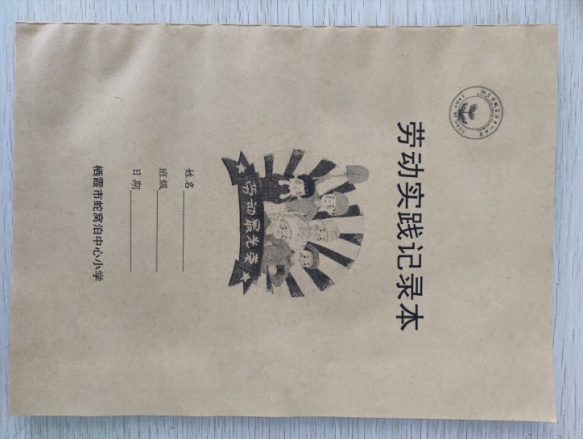 劳动实践记录本
劳动最光荣
姓名
班级
日期
栖霞市蛇窝泊中心小学